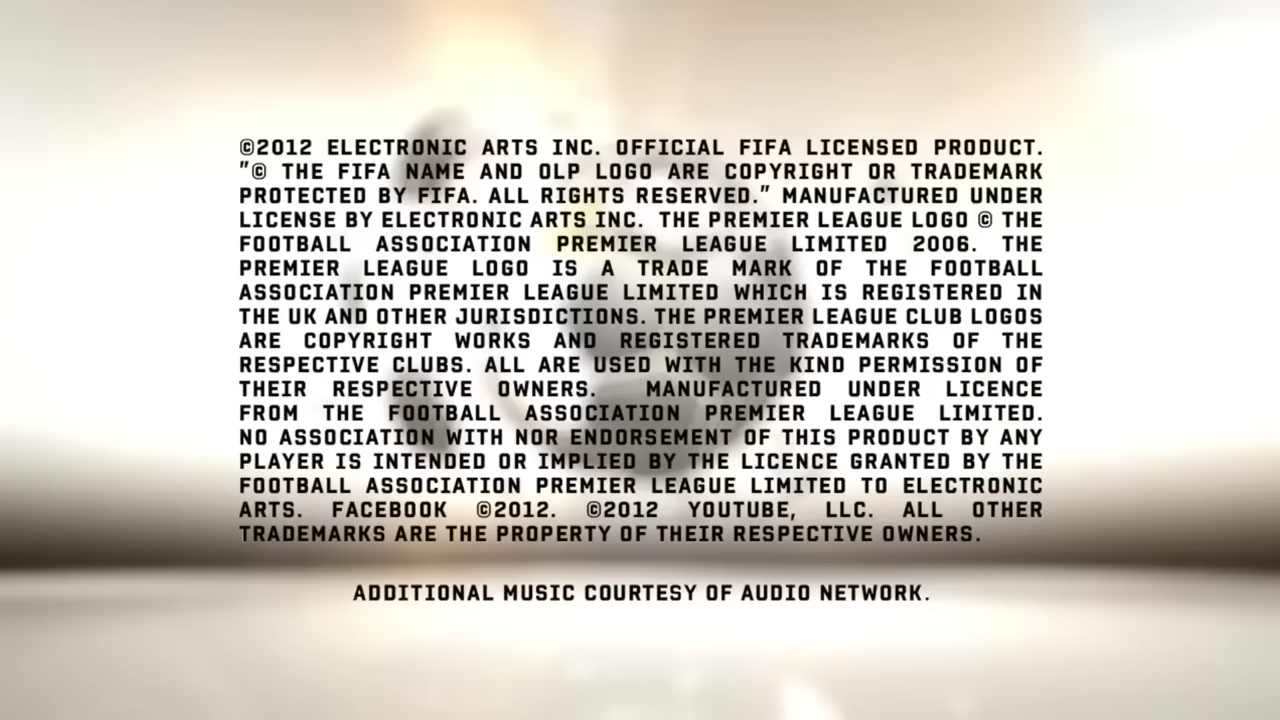 ©2012 ELECTRONIC ARTS INC. OFFICIAL FIFA LICENSED PRODUCT.
"© THE FIFA NAME AND OLP LOGO ARE COPYRIGHT OR TRADEMARK
PROTECTED BY FIFA. ALL RIGHTS RESERVED." MANUFACTURED UNDER
LICENSE BY ELECTRONIC ARTS INC. THE PREMIER LEAGUE LOGO © THE
FOOTBALL ASSOCIATION PREMIER LEAGUE LIMITED 2006. THE
PREMIER LEAGUE LOGO IS A TRADE MARK OF THE FOOTBALL
ASSOCIATION PREMIER LEAGUE LIMITED WHICH IS REGISTERED IN
THE UK AND OTHER JURISDICTIONS. THE PREMIER LEAGUE CLUB LOGOS
ARE COPYRIGHT WORKS AND REGISTERED TRADEMARKS OF THE
RESPECTIVE CLUBS. ALL ARE USED WITH THE KIND PERMISSION OF
THEIR RESPECTIVE OWNERS. MANUFACTURED UNDER LICENCE
FROM THE FOOTBALL ASSOCIATION PREMIER LEAGUE LIMITED.
NO ASSOCIATION WITH NOR ENDORSEMENT OF THIS PRODUCT BY ANY
PLAYER IS INTENDED OR IMPLIED BY THE LICENCE GRANTED BY THE
FOOTBALL ASSOCIATION PREMIER LEAGUE LIMITED TO ELECTRONIC
ARTS. FACEBOOK ©2012. ©2012 YOUTUBE, LLC. ALL OTHER
TRADEMARKS ARE THE PROPERTY OF THEIR RESPECTIVE OWNERS.
ADDITIONAL MUSIC COURTESY OF AUDIO NETWORK.